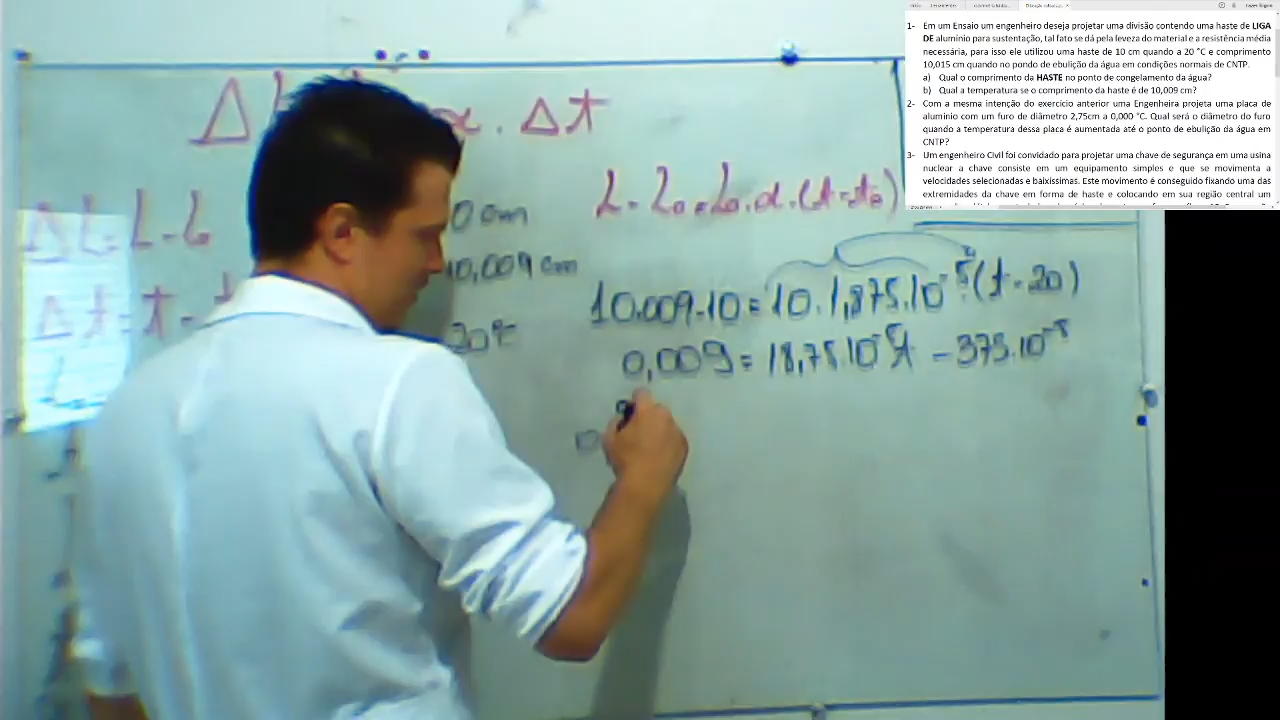 1- Em um Ensaio um engenheiro deseja projetar uma divisão contendo uma haste de LIGA
DE alumínio para sustentação, tal fato se dá pela leveza do material e a resistência média
necessária, para isso ele utilizou uma haste de 10 cm quando a 20 °C e comprimento
10,015 cm quando no pondo de ebulição da água em condições normais de CNTP.
a) Qual o comprimento da HASTE no ponto de congelamento da água?
b) Qual a temperatura se o comprimento da haste é de 10,009 cm?
2- Com a mesma intenção do exercício anterior uma Engenheira projeta uma placa de
alumínio com um furo de diâmetro 2,75cm a 0,000 °C. Qual será o diâmetro do furo
quando a temperatura dessa placa é aumentada até o ponto de ebulição da água em
CNTP?
3- Um engenheiro Civil foi convidado para projetar uma chave de segurança em uma usina
nuclear a chave consiste em um equipamento simples e que se movimenta a
velocidades selecionadas e baixíssimas. Este movimento é conseguido fixando uma das
extremidades da chave em forma de haste e colocando em sua região central um
Δ α . Δt
L - L₀ = L₀ . α . (t - t₀)
ΔL = L - L₀
0 cm
10,009 cm
Δt = t -
20°C
10.009-10 = 10.1,875.10⁻⁵ (t - 20)
0,009 = 18,75.10⁻⁵t - 375.10⁻⁵